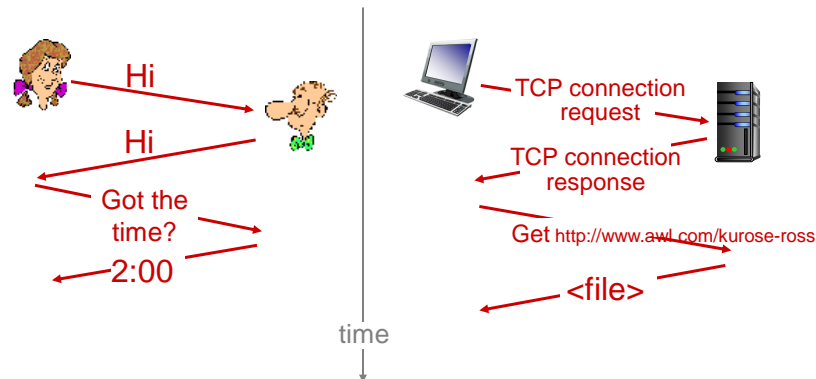 Hi
Hi
Got the
time?
2:00
TCP connection
request
TCP connection
response
Get http://www.awl.com/kurose-ross
<file>
time